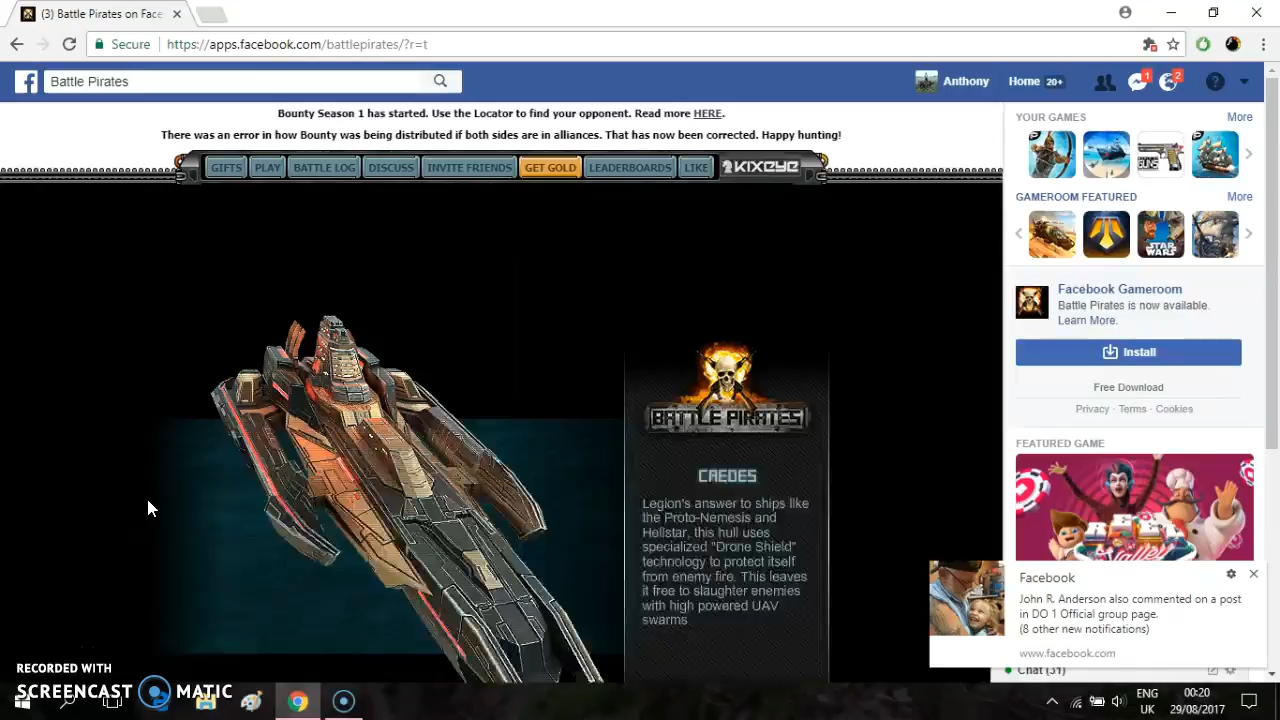 (3) Battle Pirates on Face
Secure
https://apps.facebook.com/battlepirates/?r=t
Battle Pirates
Anthony
Home 20+
1
2
Bounty Season 1 has started. Use the Locator to find your opponent. Read more HERE.
There was an error in how Bounty was being distributed if both sides are in alliances. That has now been corrected. Happy hunting!
GIFTS PLAY BATTLE LOG DISCUSS INVITE FRIENDS GET GOLD LEADERBOARDS LIKE KIXEYE
YOUR GAMES More
GAMEROOM FEATURED More
STAR WARS
Facebook Gameroom
Battle Pirates is now available.
Learn More.
Install
Free Download
Privacy · Terms · Cookies
FEATURED GAME
BATTLE PIRATES
CAEDES
Legion's answer to ships like
the Proto-Nemesis and
Hellstar, this hull uses
specialized "Drone Shield"
technology to protect itself
from enemy fire. This leaves
it free to slaughter enemies
with high powered UAV
swarms
Facebook
John R. Anderson also commented on a post
in DO 1 Official group page.
(8 other new notifications)
www.facebook.com
Chat (31)
RECORDED WITH
SCREENCAST MATIC
ENG
UK
00:20
29/08/2017